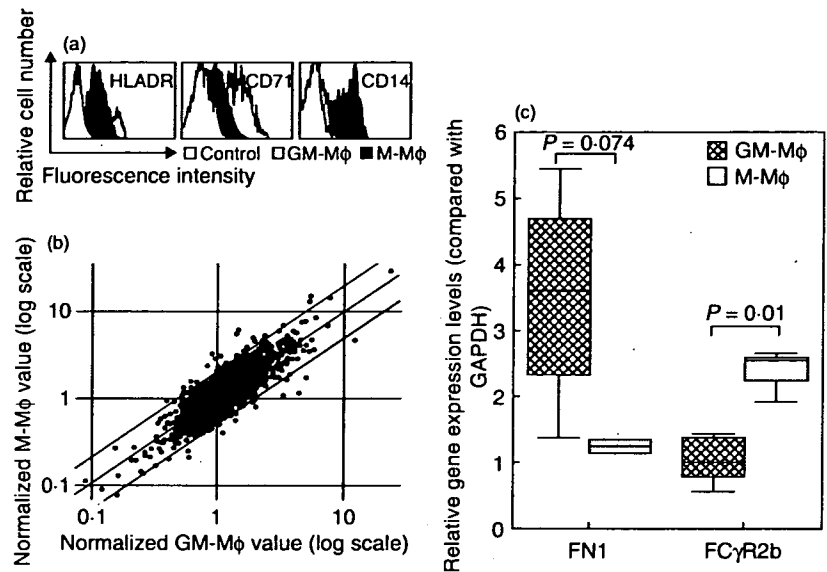 (a)
Relative cell number
HLADR
CD71
CD14
□ Control □ GM-Mϕ ■ M-Mϕ
Fluorescence intensity
(b)
Normalized M-Mϕ value (log scale)
10
1
0·1
0·1 1 10
Normalized GM-Mϕ value (log scale)
(c)
Relative gene expression levels (compared with
GAPDH)
6
5
4
3
2
1
0
P = 0·074
GM-Mϕ
M-Mϕ
P = 0·01
FN1 FCγR2b